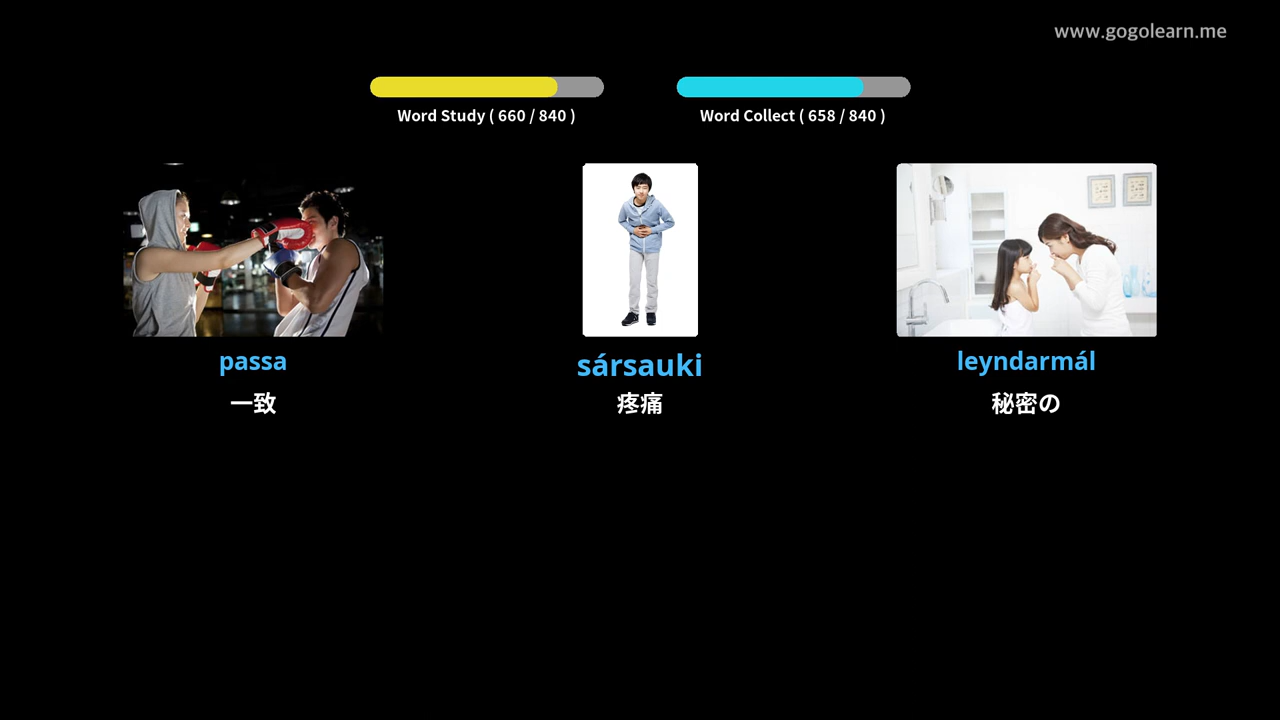 www.gogolearn.me
Word Study ( 660 / 840 )
Word Collect ( 658 / 840 )
passa
一致
sársauki
疼痛
leyndarmál
秘密の